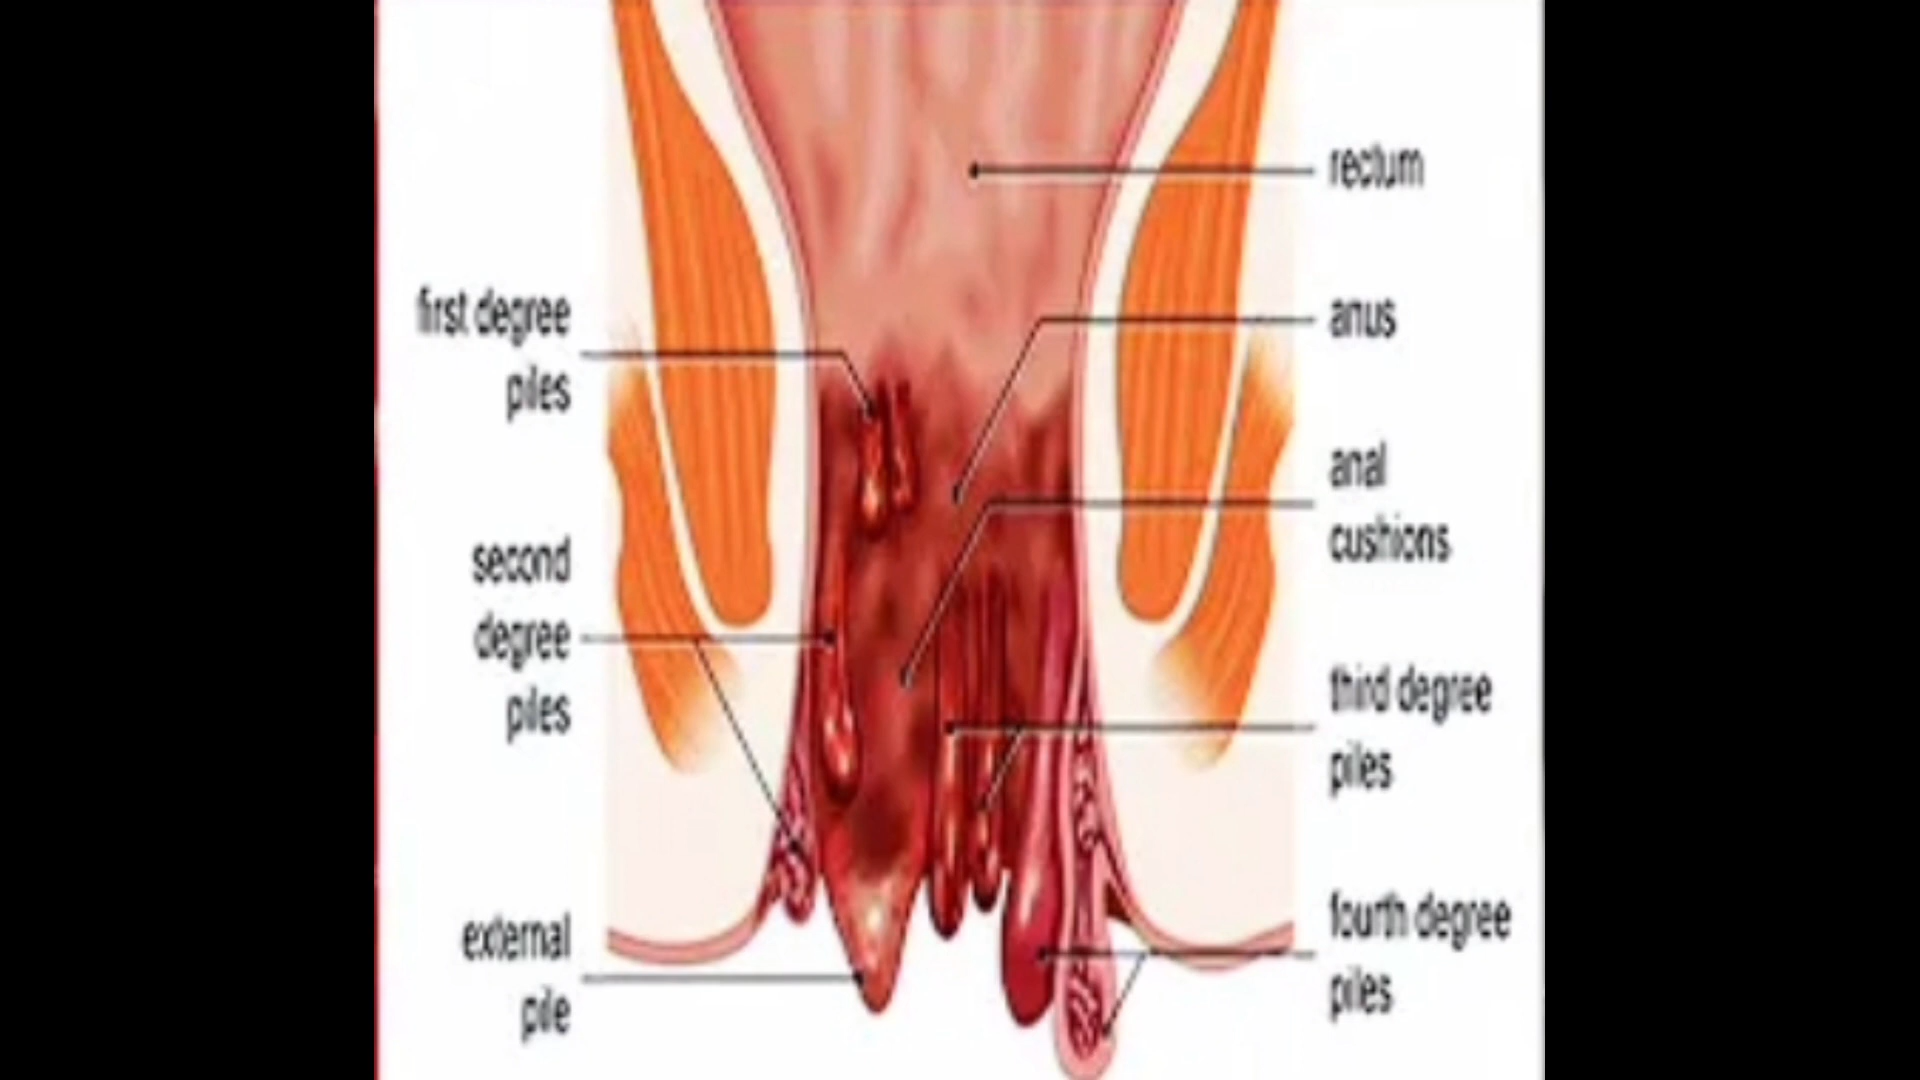 first degree
piles
second
degree
piles
external
pile
rectum
anus
anal
cushions
third degree
piles
fourth degree
piles